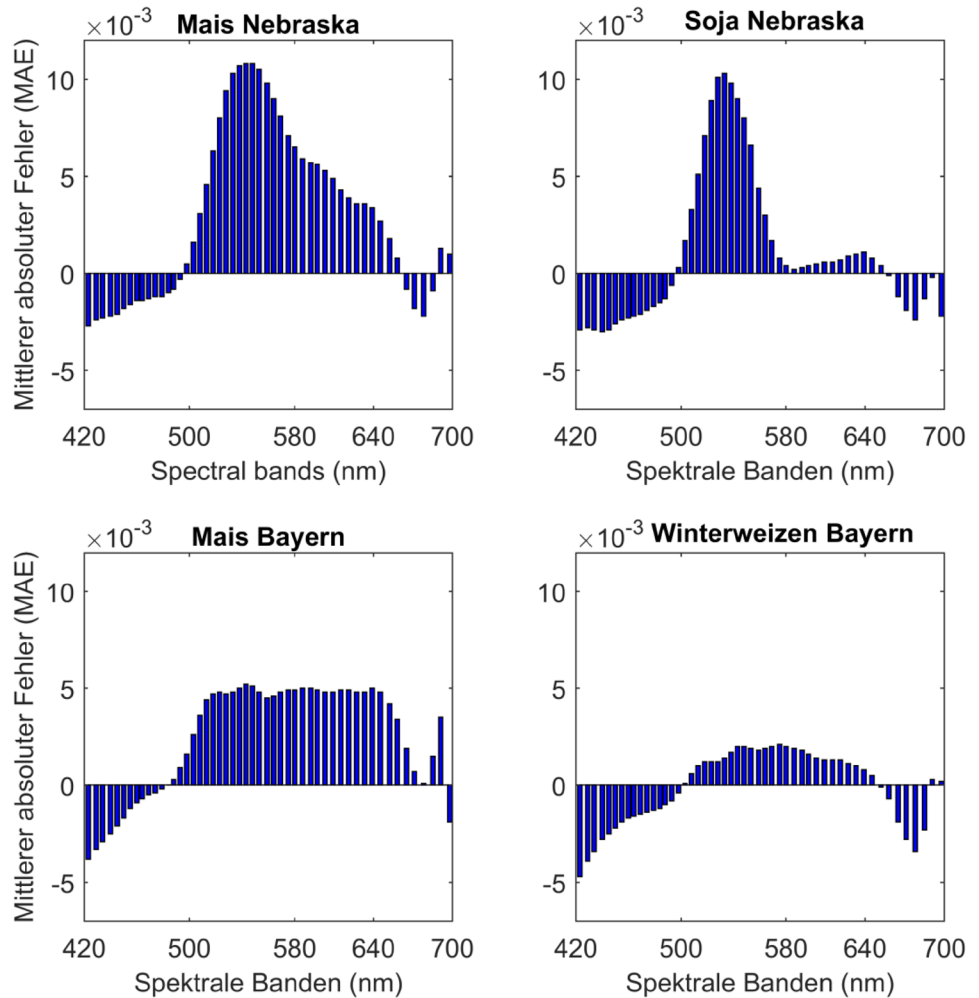 ×10-3 Mais Nebraska
×10-3 Soja Nebraska
Mittlerer absoluter Fehler (MAE)
10
5
0
-5
420 500 580 640 700
Spectral bands (nm)
10
5
0
-5
420 500 580 640 700
Spektrale Banden (nm)
×10-3 Mais Bayern
×10-3 Winterweizen Bayern
Mittlerer absoluter Fehler (MAE)
10
5
0
-5
420 500 580 640 700
Spektrale Banden (nm)
10
5
0
-5
420 500 580 640 700
Spektrale Banden (nm)